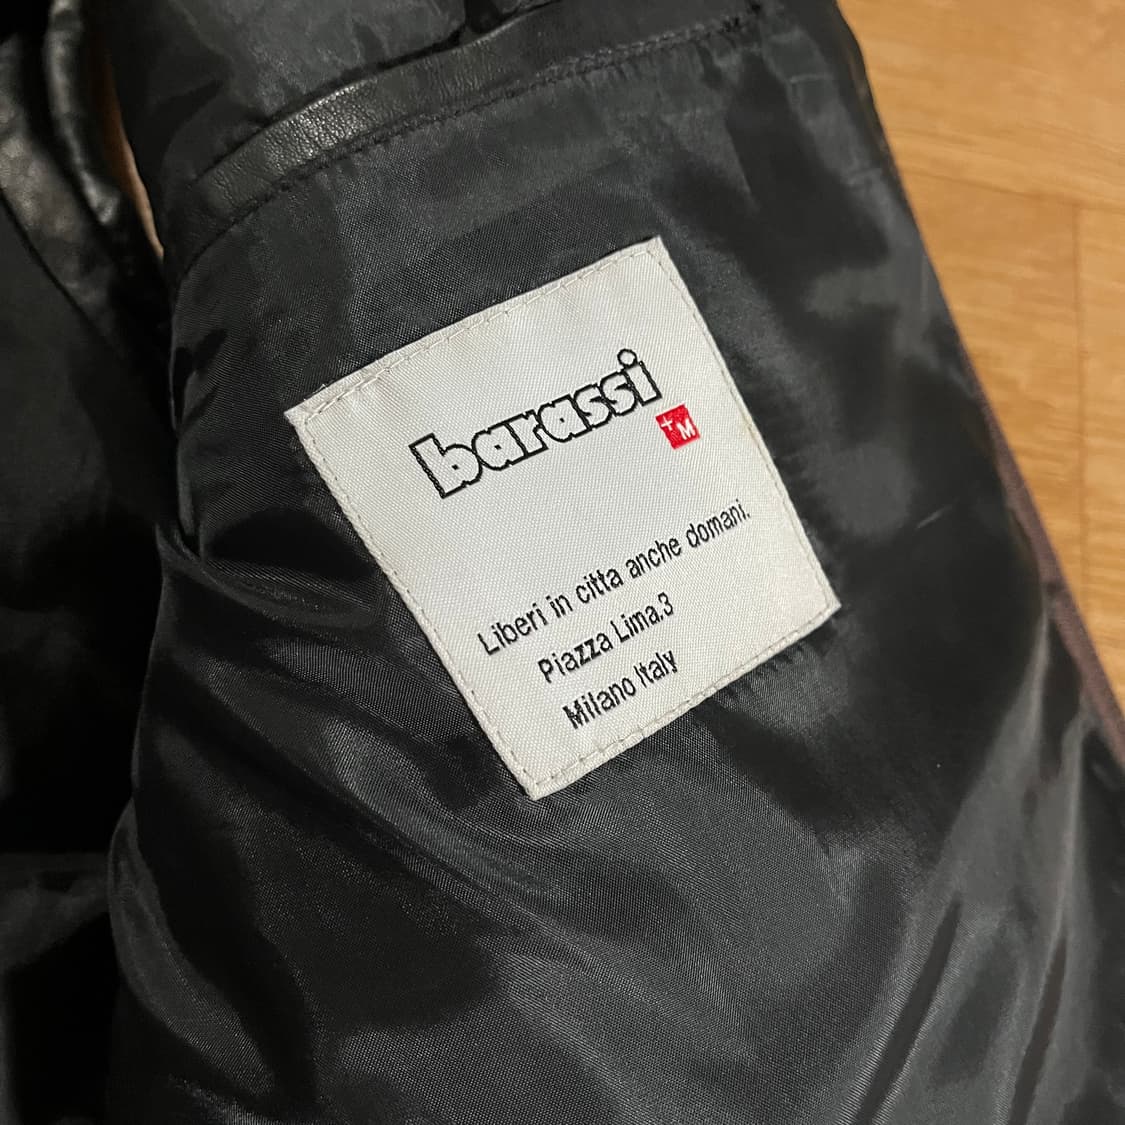 barassi
+M
Liberi in citta anche domani.
Piazza Lima.3
Milano Italy